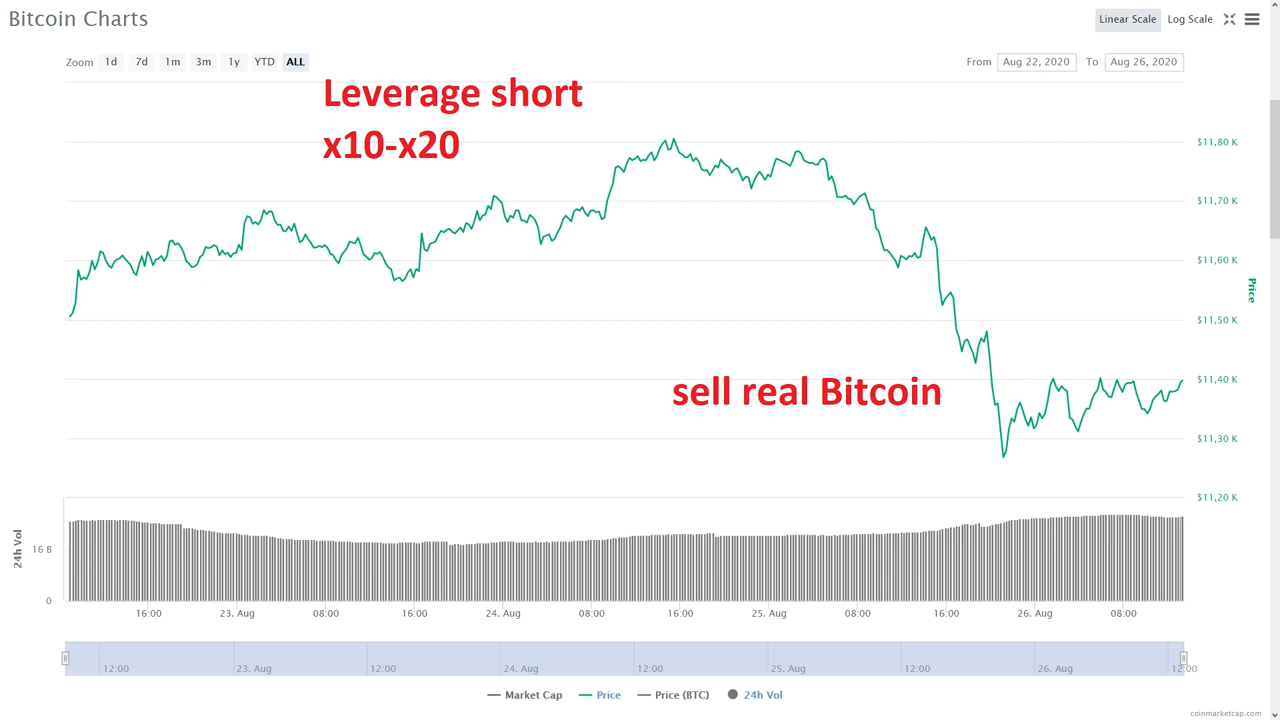 Bitcoin Charts
Linear Scale Log Scale
Zoom 1d 7d 1m 3m 1y YTD ALL From Aug 22, 2020 To Aug 26, 2020
Leverage short
x10-x20
$11,80 K
$11,70 K
$11,60 K
$11,50 K
$11,40 K
$11,30 K
$11,20 K
Price
sell real Bitcoin
24h Vol
16 B
0
16:00 23. Aug 08:00 16:00 24. Aug 08:00 16:00 25. Aug 08:00 16:00 26. Aug 08:00
12:00 23. Aug 12:00 24. Aug 12:00 25. Aug 12:00 26. Aug 12:00
Market Cap Price Price (BTC) 24h Vol
coinmarketcap.com